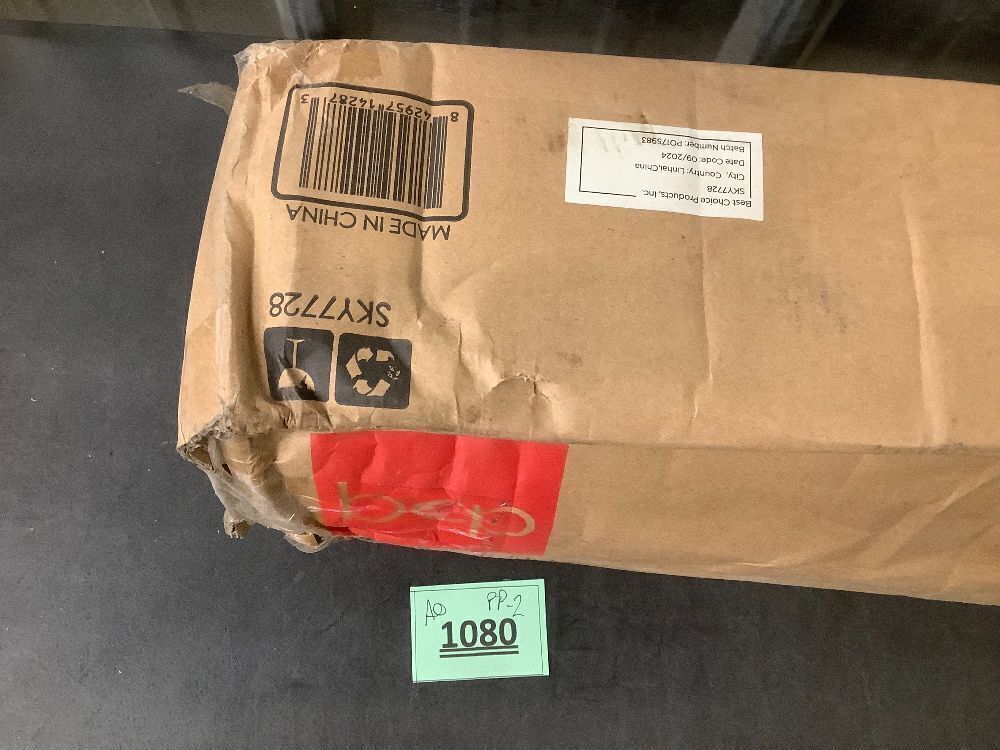 8 42957 14287 3
MADE IN CHINA
SKY7728
Best Choice Products, Inc.
SKY7728
City, Country: Linhai,China
Date Code: 09/2024
Batch Number: PO175983
bcp
AO PP-2
1080